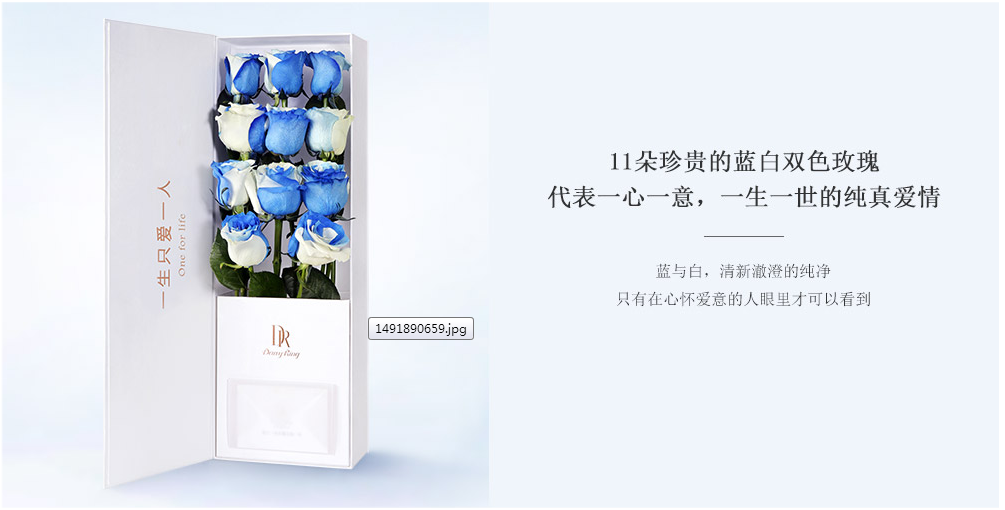 一生只爱一人
One for life
DR
Darry Ring
1491890659.jpg
11朵珍贵的蓝白双色玫瑰
代表一心一意，一生一世的纯真爱情
蓝与白，清新澈澄的纯净
只有在心怀爱意的人眼里才可以看到